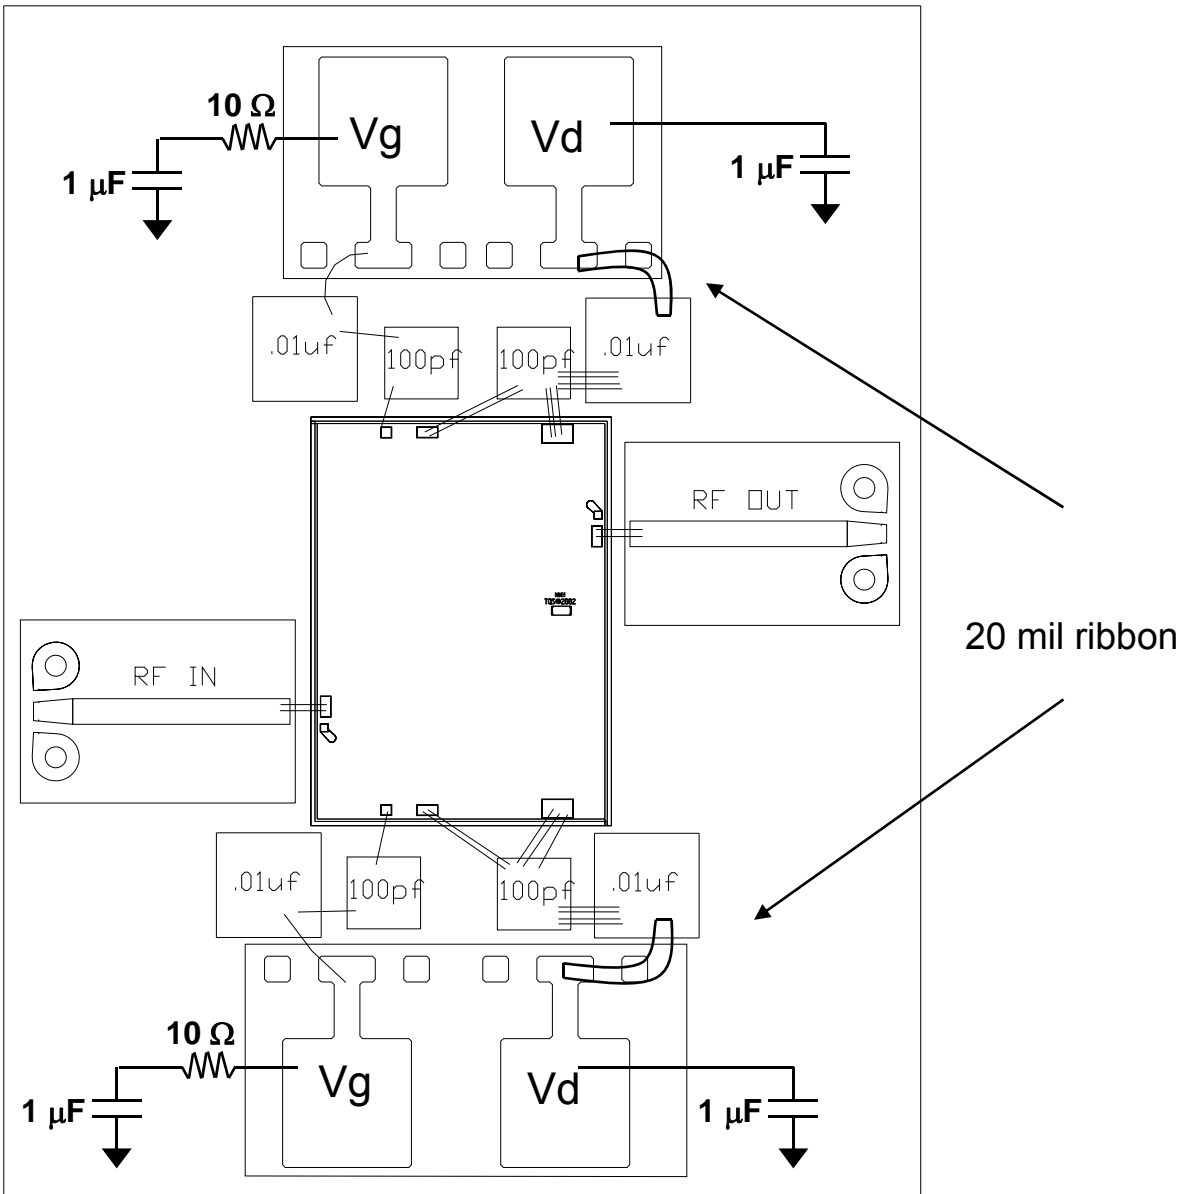 10 Ω
Vg
Vd
1 μF
1 μF
.01uf
100pf
100pf
.01uf
RF OUT
20 mil ribbon
RF IN
.01uf
100pf
100pf
.01uf
10 Ω
Vg
Vd
1 μF
1 μF